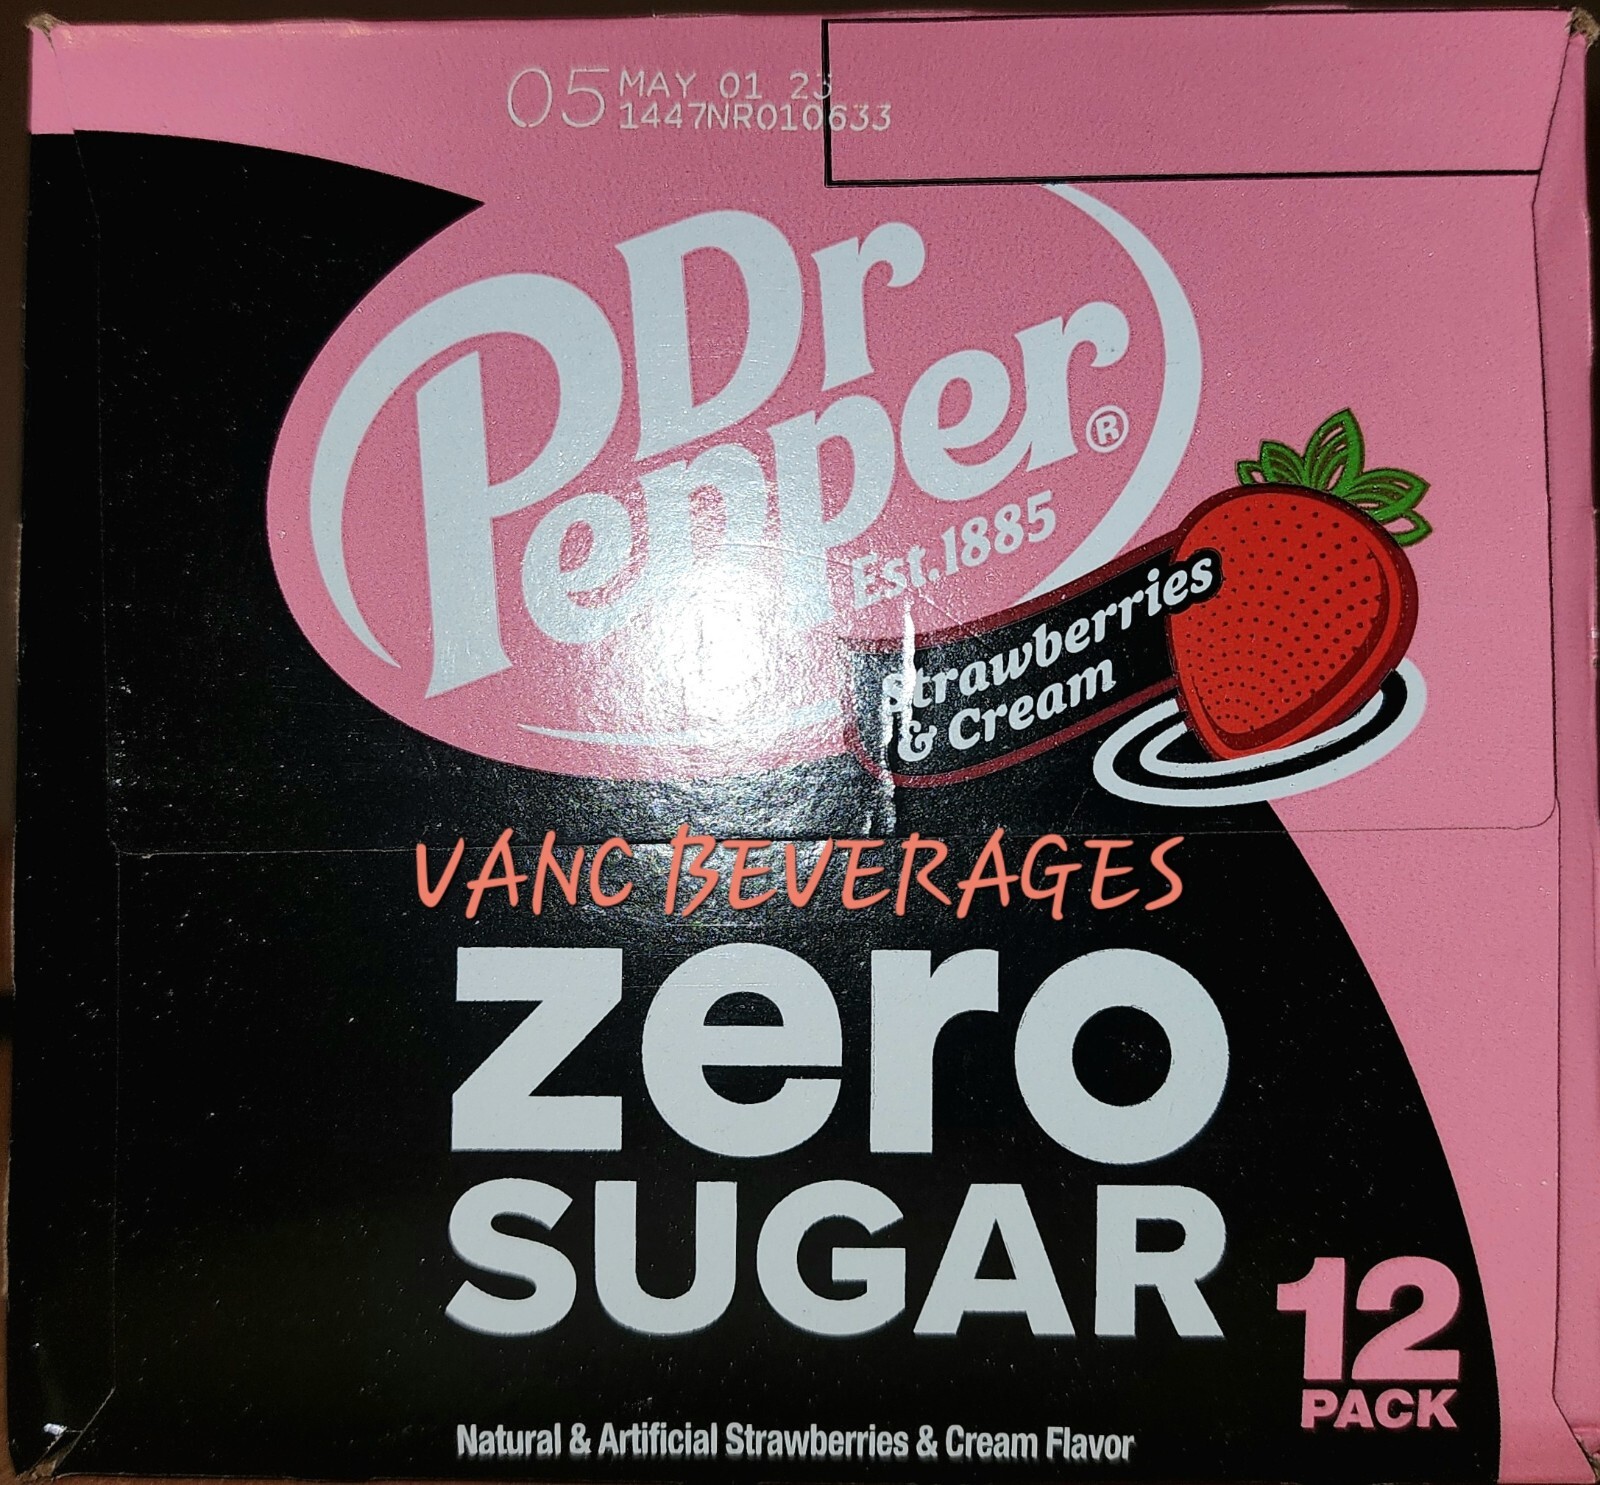 05 MAY 01 23
1447NR010633
Dr
Pepper®
Est.1885
Strawberries
& Cream
VANC BEVERAGES
zero
SUGAR
12
PACK
Natural & Artificial Strawberries & Cream Flavor